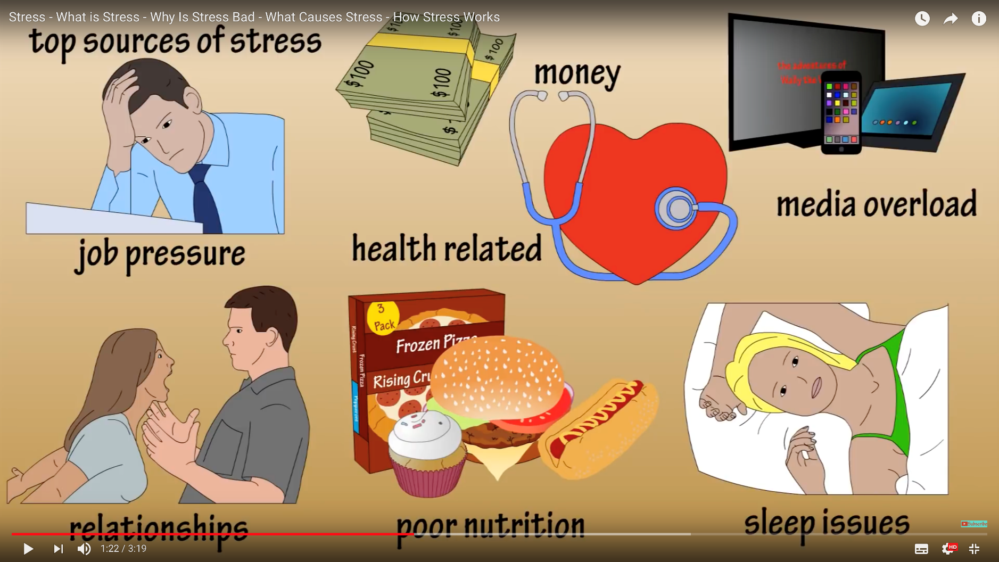 Stress - What is Stress - Why Is Stress Bad - What Causes Stress - How Stress Works
top sources of stress
$100
$100
$100
$100
$100
money
the adventures of
Wally the
job pressure
health related
media overload
3
Pack
Frozen Pizza
Rising Cru
Rising Crust
Frozen Pizza
Pepperoni
relationships
poor nutrition
sleep issues
Subscribe
1:22 / 3:19
HD